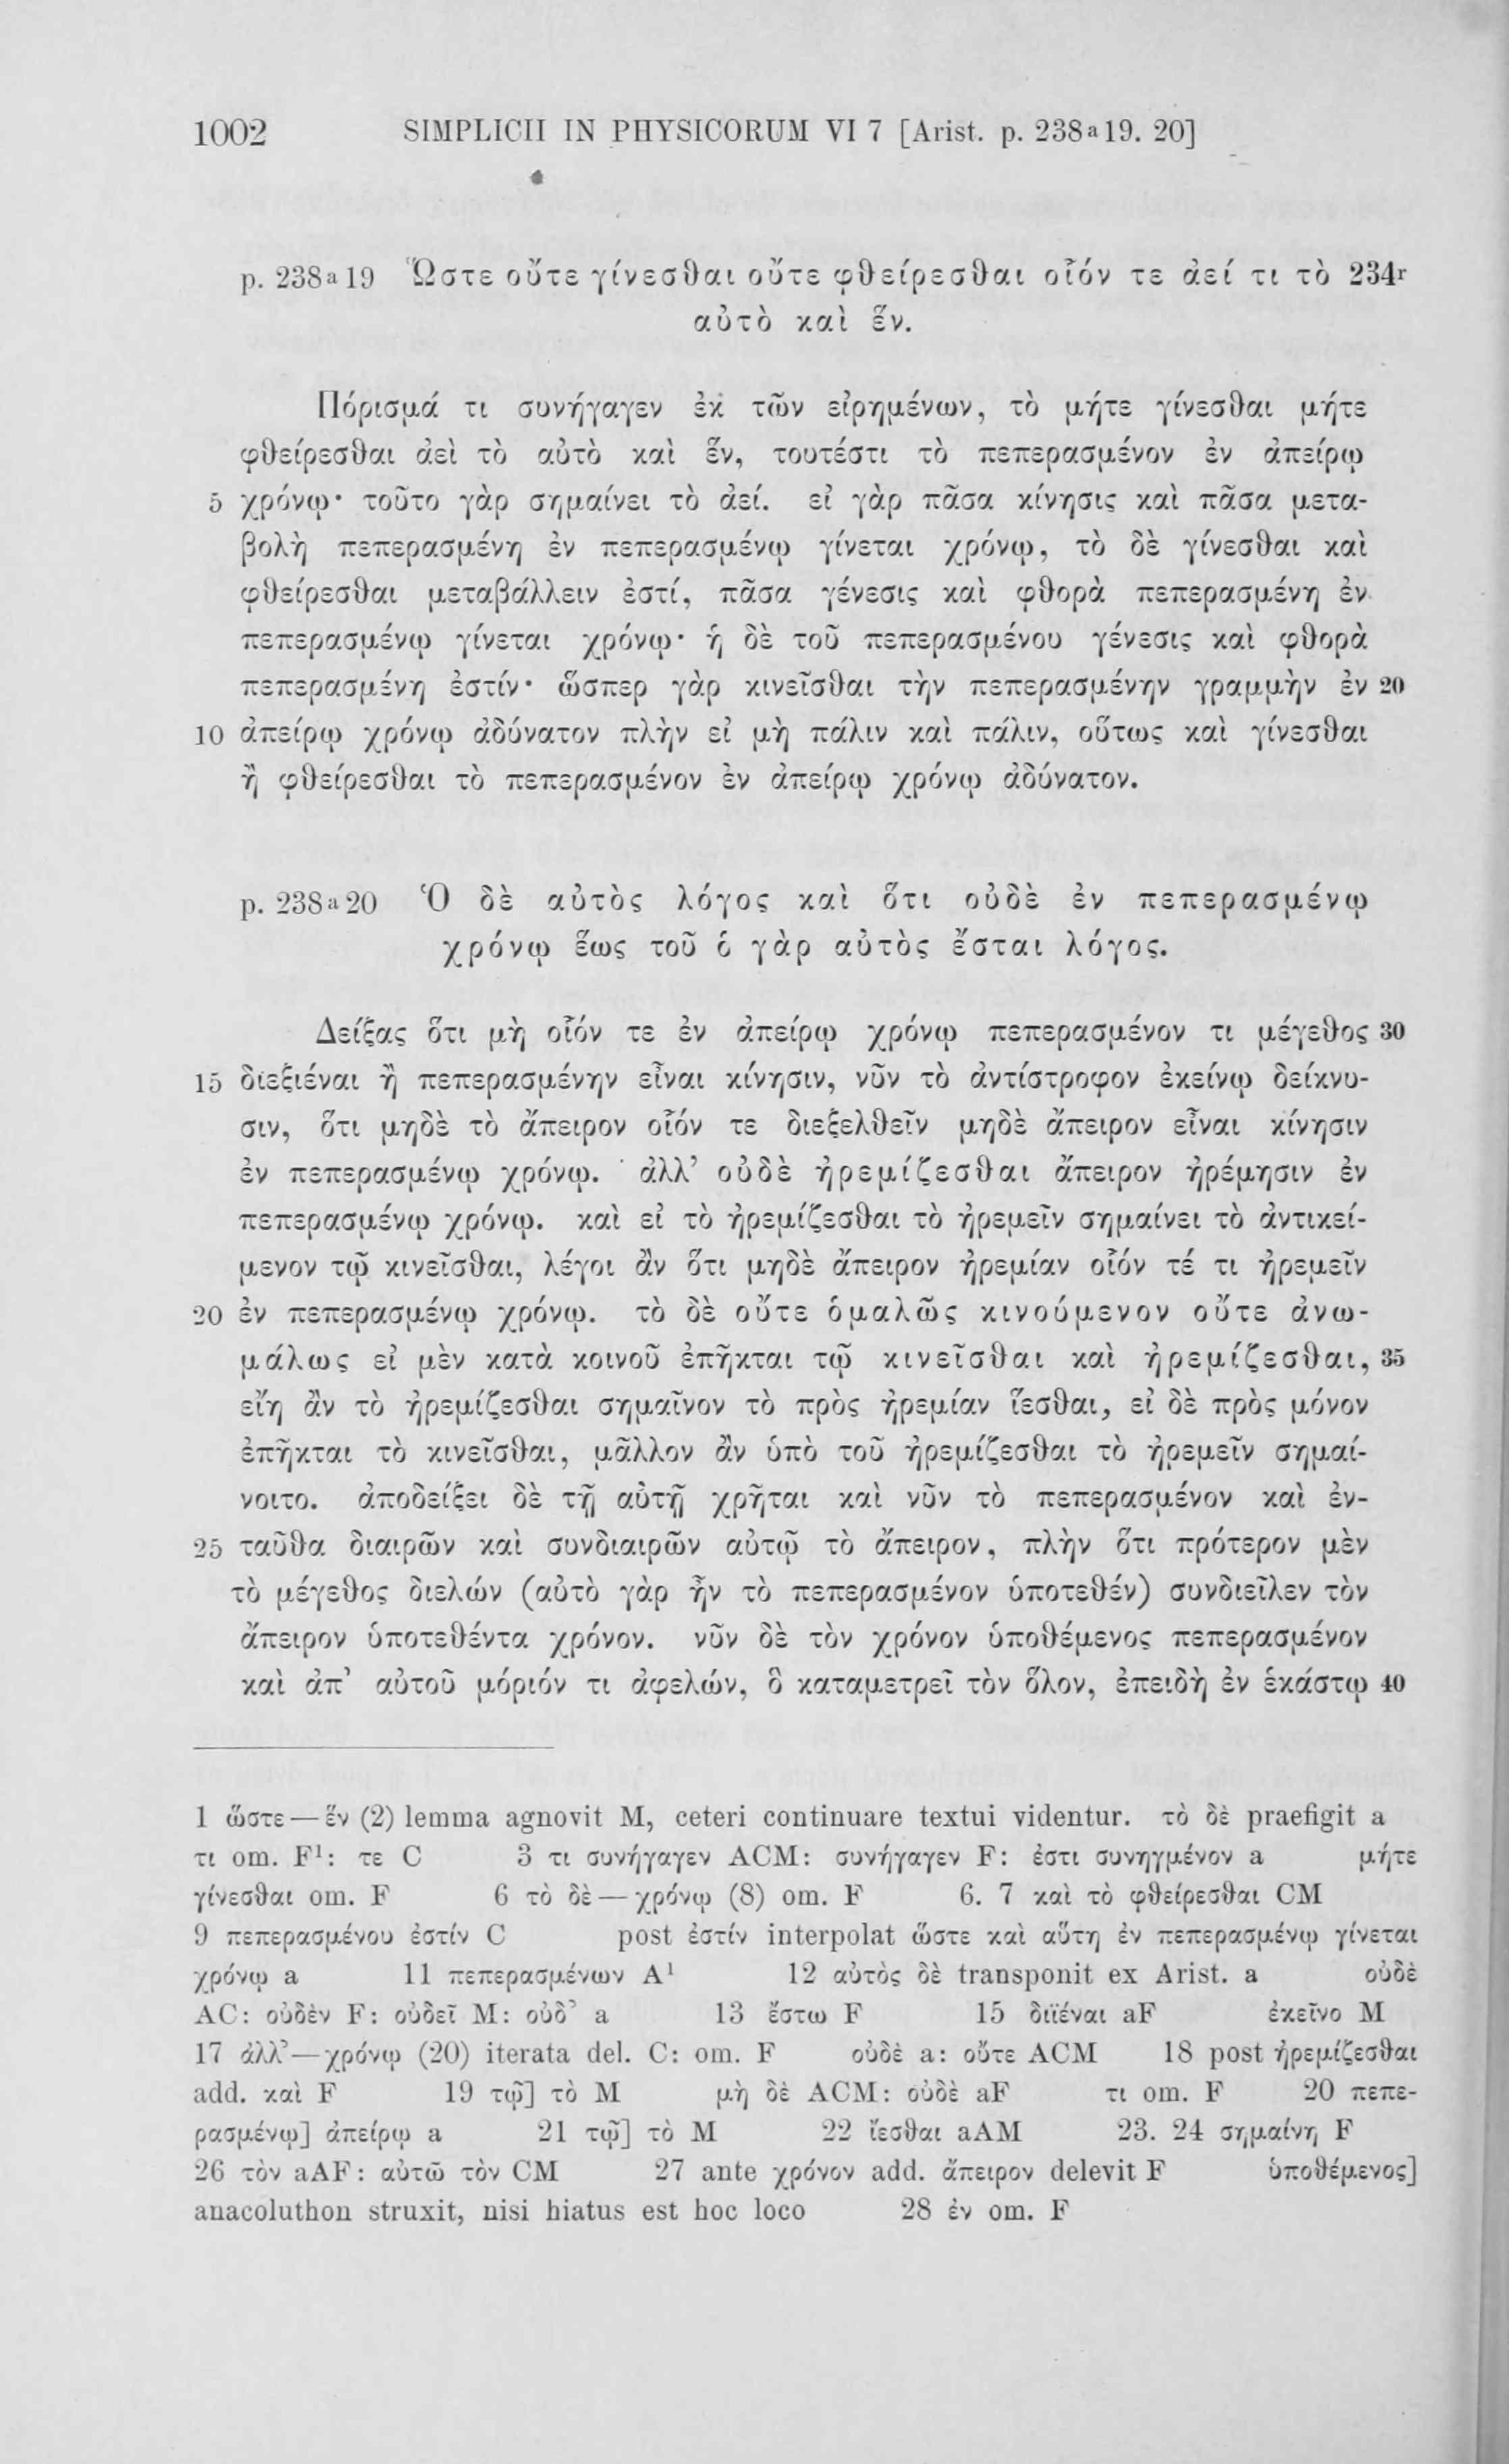 1002 SIMPLICII IN PHYSICORUM VI 7 [Arist. p. 238a19. 20]
p. 238a19 Ὥστε οὔτε γίνεσθαι οὔτε φθείρεσθαι οἷόν τε ἀεί τι τὸ 234r
αὐτὸ καὶ ἕν.
Πόρισμά τι συνήγαγεν ἐκ τῶν εἰρημένων, τὸ μήτε γίνεσθαι μήτε
φθείρεσθαι ἀεὶ τὸ αὐτὸ καὶ ἕν, τουτέστι τὸ πεπερασμένον ἐν ἀπείρῳ
5 χρόνῳ· τοῦτο γὰρ σημαίνει τὸ ἀεί. εἰ γὰρ πᾶσα κίνησις καὶ πᾶσα μετα-
βολὴ πεπερασμένη ἐν πεπερασμένῳ γίνεται χρόνῳ, τὸ δὲ γίνεσθαι καὶ
φθείρεσθαι μεταβάλλειν ἐστί, πᾶσα γένεσις καὶ φθορὰ πεπερασμένη ἐν
πεπερασμένῳ γίνεται χρόνῳ· ἡ δὲ τοῦ πεπερασμένου γένεσις καὶ φθορὰ
πεπερασμένη ἐστίν· ὥσπερ γὰρ κινεῖσθαι τὴν πεπερασμένην γραμμὴν ἐν 20
10 ἀπείρῳ χρόνῳ ἀδύνατον πλὴν εἰ μὴ πάλιν καὶ πάλιν, οὕτως καὶ γίνεσθαι
ἢ φθείρεσθαι τὸ πεπερασμένον ἐν ἀπείρῳ χρόνῳ ἀδύνατον.
p. 238a20 Ὁ δὲ αὐτὸς λόγος καὶ ὅτι οὐδὲ ἐν πεπερασμένῳ
χρόνῳ ἕως τοῦ ὁ γὰρ αὐτὸς ἔσται λόγος.
Δείξας ὅτι μὴ οἷόν τε ἐν ἀπείρῳ χρόνῳ πεπερασμένον τι μέγεθος 30
15 διεξιέναι ἢ πεπερασμένην εἶναι κίνησιν, νῦν τὸ ἀντίστροφον ἐκείνῳ δείκνυ-
σιν, ὅτι μηδὲ τὸ ἄπειρον οἷόν τε διεξελθεῖν μηδὲ ἄπειρον εἶναι κίνησιν
ἐν πεπερασμένῳ χρόνῳ. ἀλλ’ οὐδὲ ἠρεμίζεσθαι ἄπειρον ἠρέμησιν ἐν
πεπερασμένῳ χρόνῳ. καὶ εἰ τὸ ἠρεμίζεσθαι τὸ ἠρεμεῖν σημαίνει τὸ ἀντικεί-
μενον τῷ κινεῖσθαι, λέγοι ἂν ὅτι μηδὲ ἄπειρον ἠρεμίαν οἷόν τέ τι ἠρεμεῖν
20 ἐν πεπερασμένῳ χρόνῳ. τὸ δὲ οὔτε ὁμαλῶς κινούμενον οὔτε ἀνω-
μάλως εἰ μὲν κατὰ κοινοῦ ἐπῆκται τῷ κινεῖσθαι καὶ ἠρεμίζεσθαι, 35
εἴη ἂν τὸ ἠρεμίζεσθαι σημαῖνον τὸ πρὸς ἠρεμίαν ἵεσθαι, εἰ δὲ πρὸς μόνον
ἐπῆκται τὸ κινεῖσθαι, μᾶλλον ἂν ὑπὸ τοῦ ἠρεμίζεσθαι τὸ ἠρεμεῖν σημαί-
νοιτο. ἀποδείξει δὲ τῇ αὐτῇ χρῆται καὶ νῦν τὸ πεπερασμένον καὶ ἐν-
25 ταῦθα διαιρῶν καὶ συνδιαιρῶν αὐτῷ τὸ ἄπειρον, πλὴν ὅτι πρότερον μὲν
τὸ μέγεθος διελών (αὐτὸ γὰρ ἦν τὸ πεπερασμένον ὑποτεθέν) συνδιεῖλεν τὸν
ἄπειρον ὑποτεθέντα χρόνον. νῦν δὲ τὸν χρόνον ὑποθέμενος πεπερασμένον
καὶ ἀπ’ αὐτοῦ μόριόν τι ἀφελών, ὃ καταμετρεῖ τὸν ὅλον, ἐπειδὴ ἐν ἑκάστῳ 40
1 ὥστε — ἕν (2) lemma agnovit M, ceteri continuare textui videntur. τὸ δὲ praefigit a
τι om. F¹: τε C 3 τι συνήγαγεν ACM: συνήγαγεν F: ἐστι συνηγμένον a μήτε
γίνεσθαι om. F 6 τὸ δὲ — χρόνῳ (8) om. F 6. 7 καὶ τὸ φθείρεσθαι CM
9 πεπερασμένου ἐστίν C post ἐστίν interpolat ὥστε καὶ αὕτη ἐν πεπερασμένῳ γίνεται
χρόνῳ a 11 πεπερασμένων A¹ 12 αὐτὸς δὲ transponit ex Arist. a οὐδὲ
AC: οὐδὲν F: οὐδεῖ M: οὐδ’ a 13 ἔστω F 15 διϊέναι aF ἐκεῖνο M
17 ἀλλ’ — χρόνῳ (20) iterata del. C: om. F οὐδὲ a: οὔτε ACM 18 post ἠρεμίζεσθαι
add. καὶ F 19 τῷ] τὸ M μὴ δὲ ACM: οὐδὲ aF τι om. F 20 πεπε-
ρασμένῳ] ἀπείρῳ a 21 τῷ] τὸ M 22 ἵεσθαι aAM 23. 24 σημαίνη F
26 τὸν aAF: αὐτῶ τὸν CM 27 ante χρόνον add. ἄπειρον delevit F ὑποθέμενος]
anacoluthon struxit, nisi hiatus est hoc loco 28 ἐν om. F